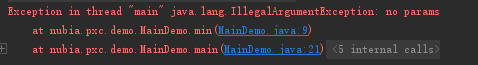 Exception in thread "main" java.lang.IllegalArgumentException: no params
at nubia.pxc.demo.MainDemo.min(MainDemo.java:9)
at nubia.pxc.demo.MainDemo.main(MainDemo.java:21) <5 internal calls>